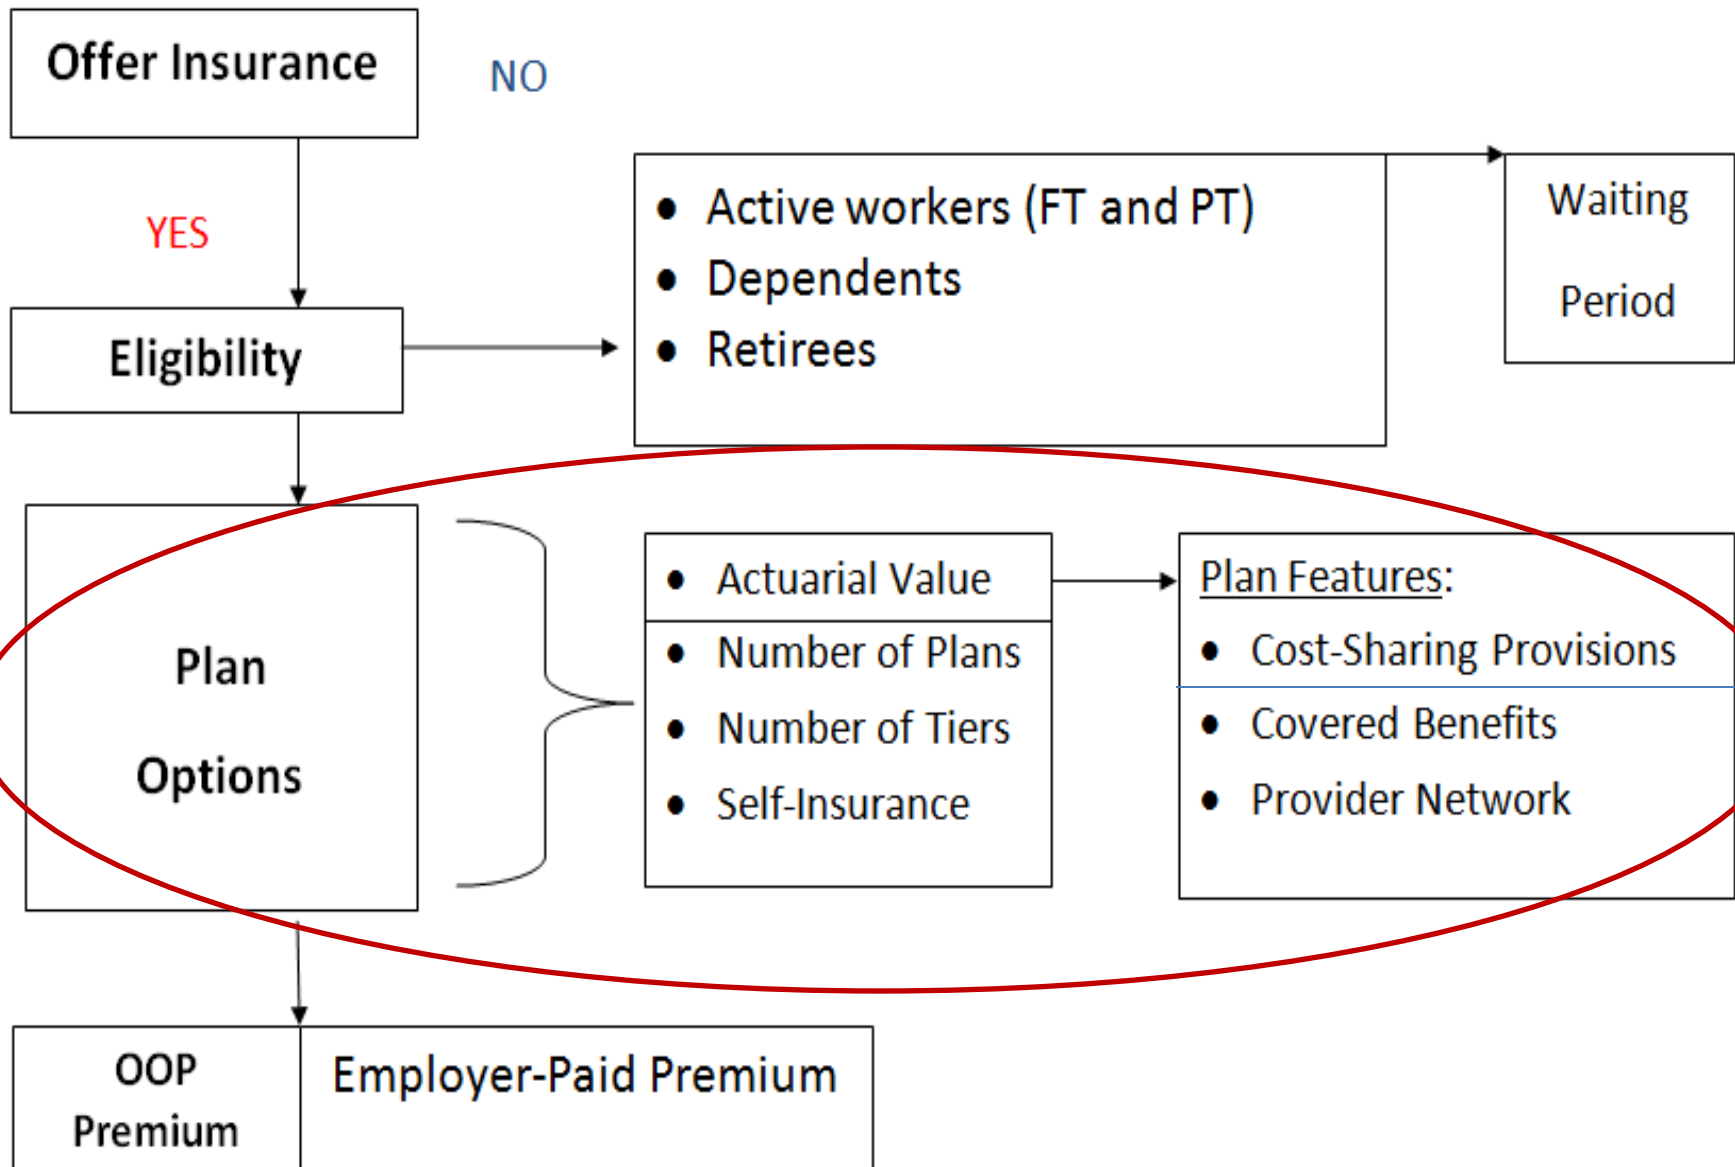 Offer Insurance
NO
YES
● Active workers (FT and PT)
● Dependents
● Retirees
Waiting
Period
Eligibility
Plan
Options
● Actuarial Value
● Number of Plans
● Number of Tiers
● Self-Insurance
Plan Features:
● Cost-Sharing Provisions
● Covered Benefits
● Provider Network
OOP
Premium
Employer-Paid Premium